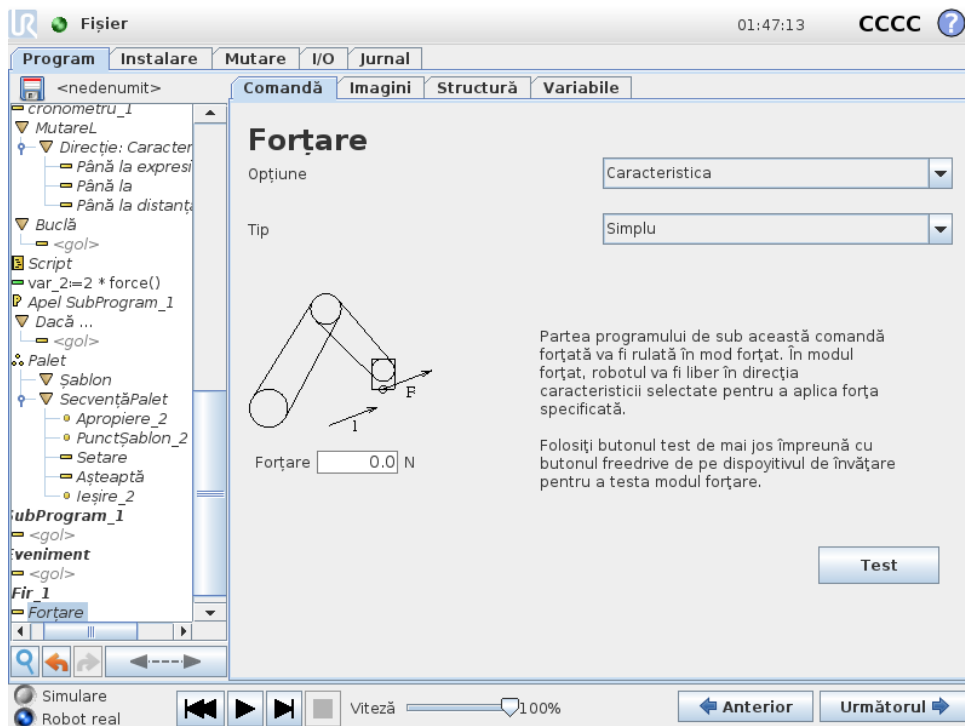 UR Fișier 01:47:13 CCCC ?
Program Instalare Mutare I/O Jurnal
<nedenumit>
Comandă Imagini Structură Variabile
cronometru_1
MutareL
Direcție: Caracter
Până la expresi
Până la
Până la distanța
Buclă
<gol>
Script
var_2:=2 * force()
Apel SubProgram_1
Dacă ...
<gol>
Palet
Șablon
SecvențăPalet
Apropiere_2
PunctȘablon_2
Setare
Așteaptă
Ieșire_2
SubProgram_1
<gol>
Eveniment
<gol>
Fir_1
Forțare
Forțare
Opțiune Caracteristica
Tip Simplu
F
1
Forțare 0.0 N
Partea programului de sub această comandă
forțată va fi rulată în mod forțat. În modul
forțat, robotul va fi liber în direcția
caracteristicii selectate pentru a aplica forța
specificată.
Folosiți butonul test de mai jos împreună cu
butonul freedrive de pe dispoyitivul de învățare
pentru a testa modul forțare.
Test
Simulare
Robot real
Viteză 100%
Anterior Următorul